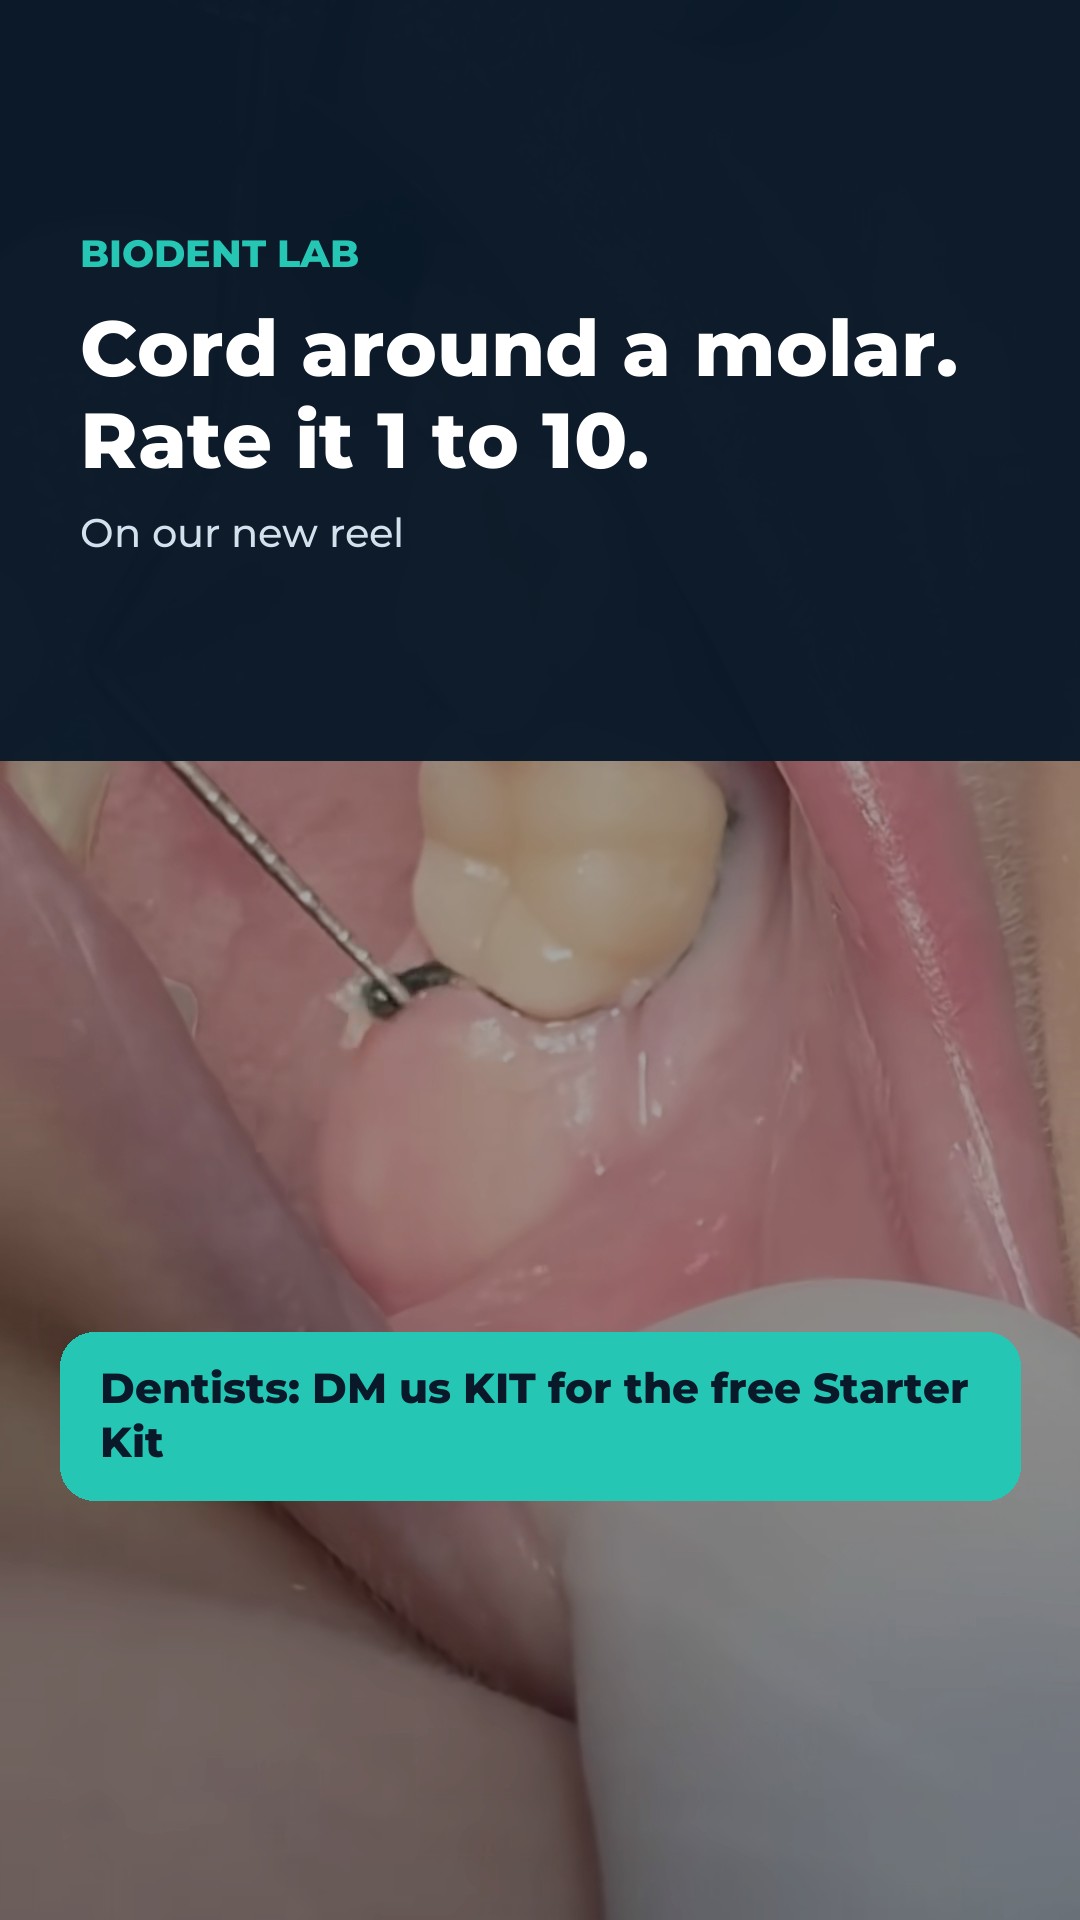 BIODENT LAB
Cord around a molar.
Rate it 1 to 10.
On our new reel
Dentists: DM us KIT for the free Starter
Kit